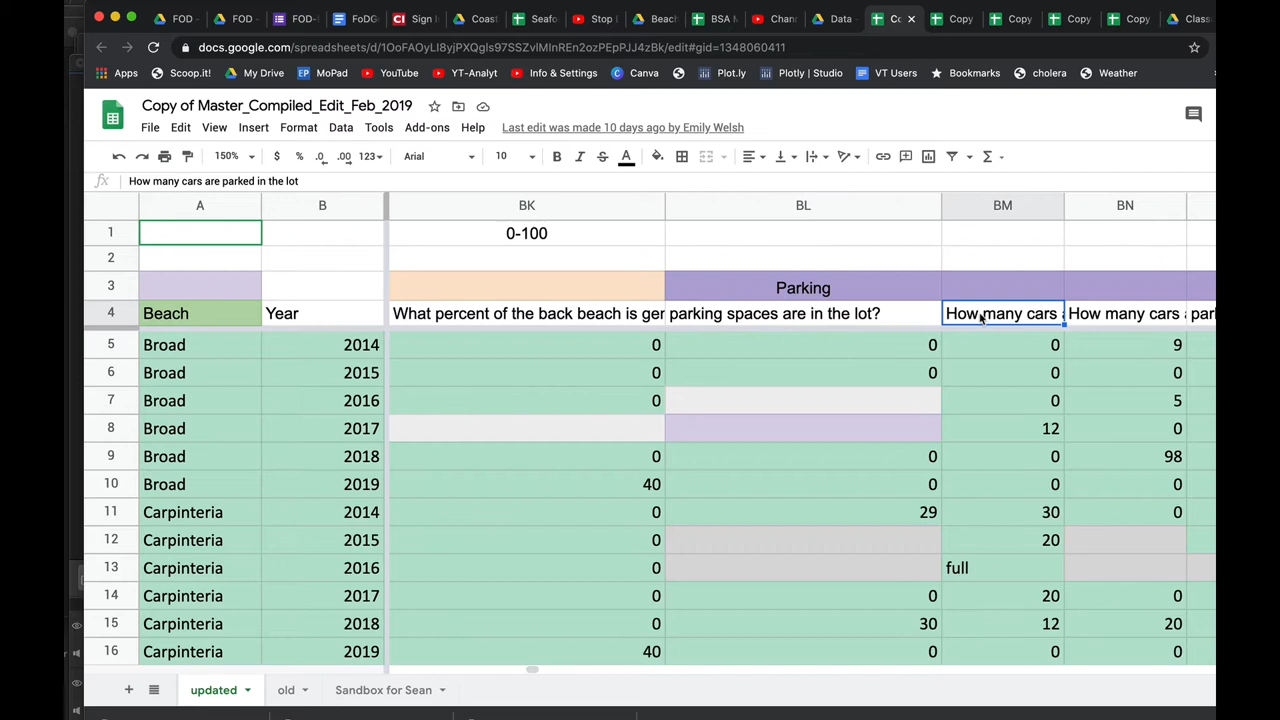 FOD - FOD - FOD-I FoDG Sign i Coast Seafo Stop I Beach BSA M Dand Data - Co Copy Copy Copy Copy Class
docs.google.com/spreadsheets/d/1OoFAOyLI8yjPXQgls97SSZvlMInREn2ozPEpPJJ4zBk/edit#gid=1348060411
Apps Scoop.it! My Drive MoPad YouTube YT-Analyt Info & Settings Canva Plot.ly Plotly | Studio VT Users Bookmarks cholera Weather
Copy of Master_Compiled_Edit_Feb_2019
File Edit View Insert Format Data Tools Add-ons Help Last edit was made 10 days ago by Emily Welsh
150% $ % .0 .00 123 Arial 10 B I S A
fx How many cars are parked in the lot
A B BK BL BM BN
1 0-100
2
3 Parking
4 Beach Year What percent of the back beach is ger parking spaces are in the lot? How many cars a How many cars a park
5 Broad 2014 0 0 0 9
6 Broad 2015 0 0 0 0
7 Broad 2016 0 0 5
8 Broad 2017 12 0
9 Broad 2018 0 0 0 98
10 Broad 2019 40 0 0 0
11 Carpinteria 2014 0 29 30 0
12 Carpinteria 2015 0 20
13 Carpinteria 2016 0 full
14 Carpinteria 2017 0 0 20 0
15 Carpinteria 2018 0 30 12 20
16 Carpinteria 2019 40 0 0 0
+ updated old Sandbox for Sean